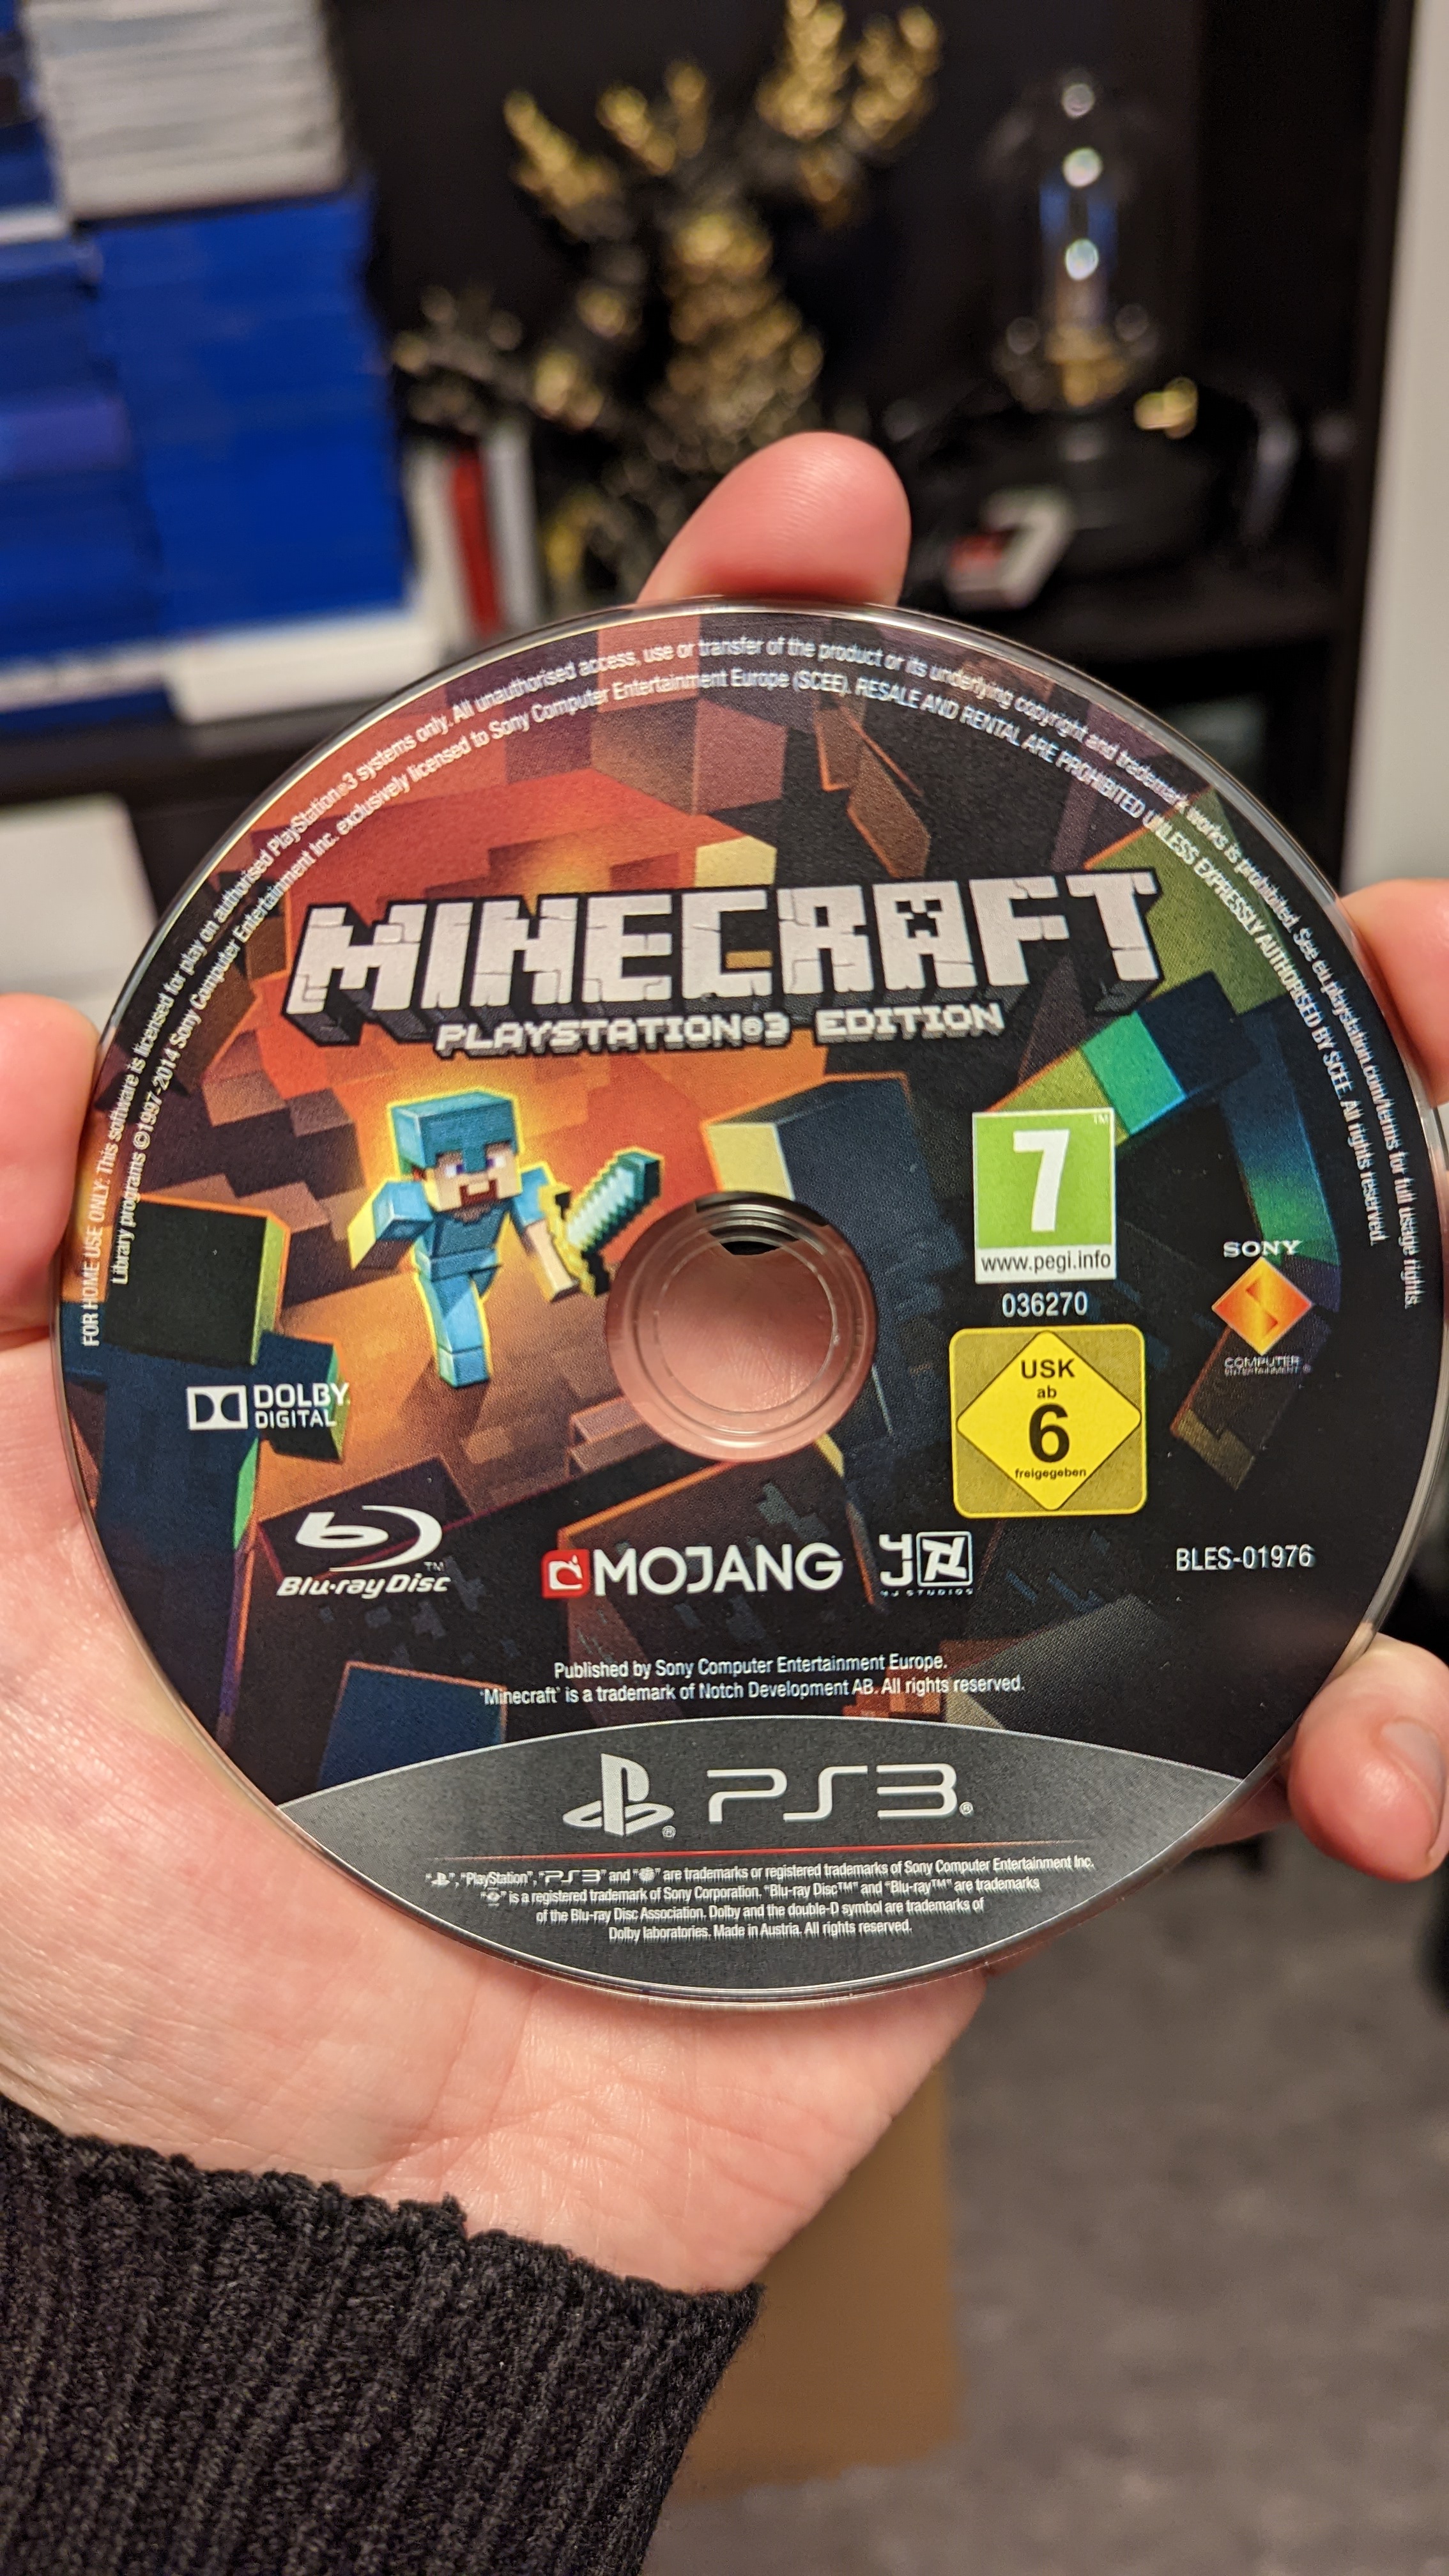 FOR HOME USE ONLY: This software is licensed for play on authorised PlayStation®3 systems only. All unauthorised access, use or transfer of the product or its underlying copyright and trademark works is prohibited. See eu.playstation.com/terms for full usage rights.
Library programs ©1997-2014 Sony Computer Entertainment Inc. exclusively licensed to Sony Computer Entertainment Europe (SCEE). RESALE AND RENTAL ARE PROHIBITED UNLESS EXPRESSLY AUTHORISED BY SCEE. All rights reserved.
MINECRAFT
PLAYSTATION®3 EDITION
7
™
www.pegi.info
036270
SONY
COMPUTER
ENTERTAINMENT ®
USK
ab
6
freigegeben
DOLBY
DIGITAL
Blu-ray Disc™
MOJANG
4J STUDIOS
BLES-01976
Published by Sony Computer Entertainment Europe.
'Minecraft' is a trademark of Notch Development AB. All rights reserved.
PS3®
"", "PlayStation", "PS3" and "" are trademarks or registered trademarks of Sony Computer Entertainment Inc.
"" is a registered trademark of Sony Corporation. "Blu-ray Disc™" and "Blu-ray™" are trademarks
of the Blu-ray Disc Association. Dolby and the double-D symbol are trademarks of
Dolby laboratories. Made in Austria. All rights reserved.